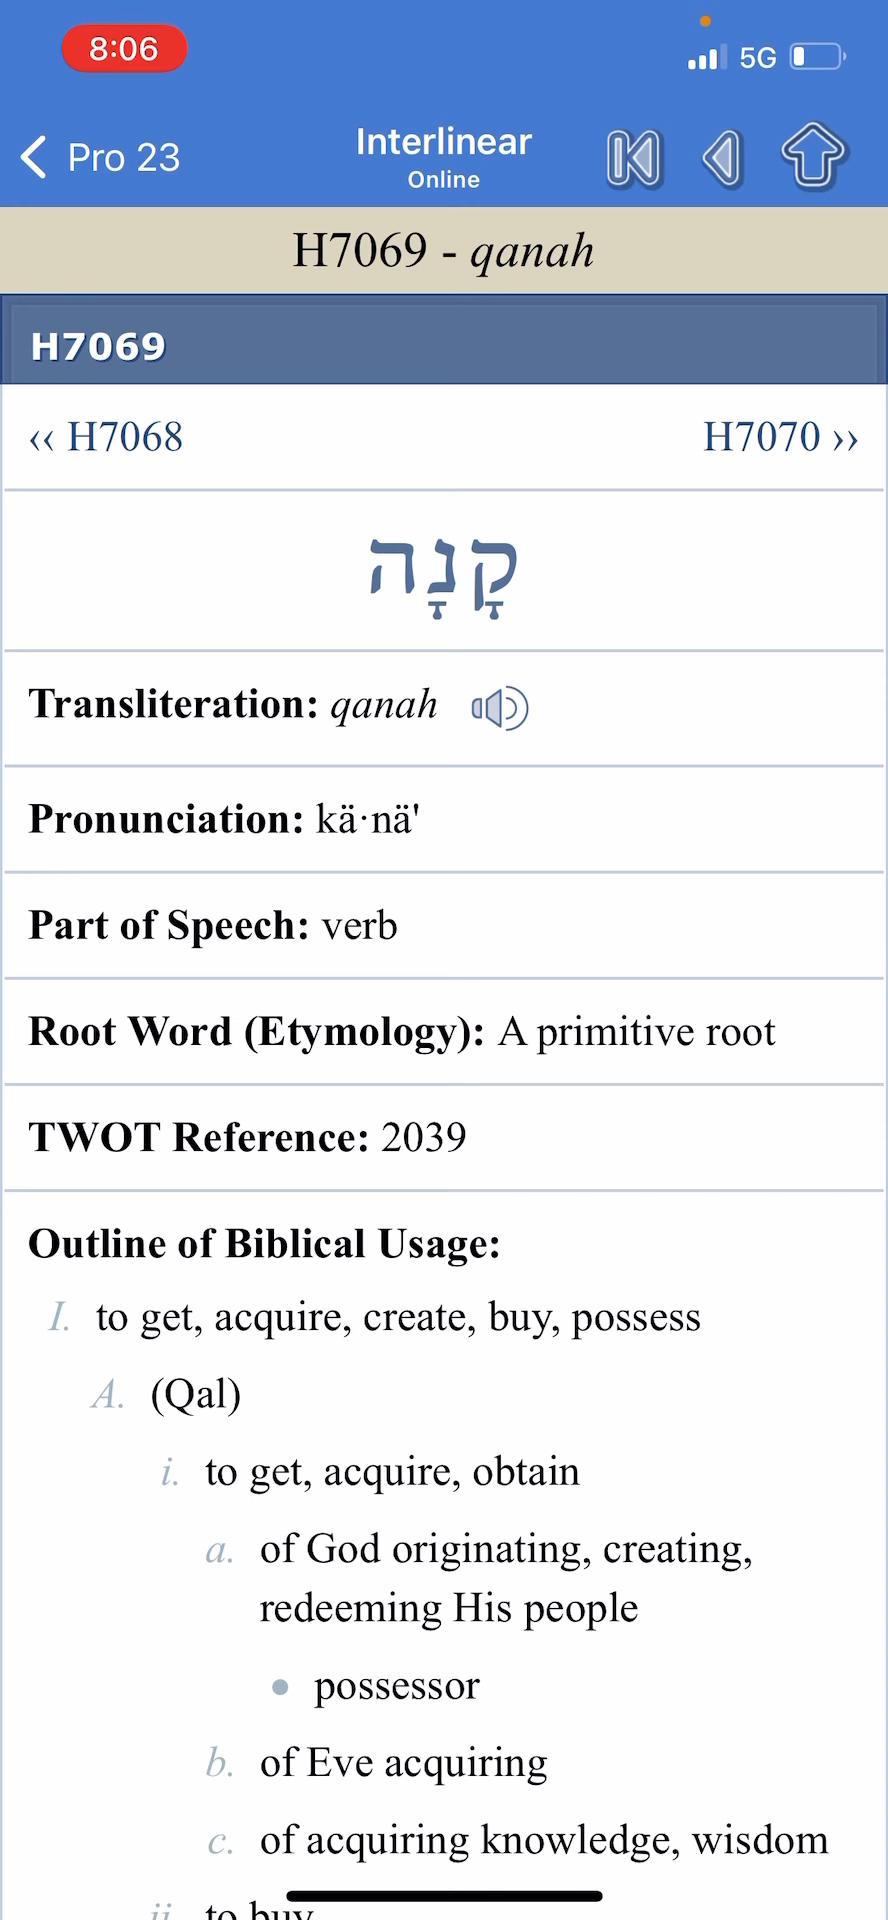 8:06
5G
Pro 23
Interlinear
Online
H7069 - qanah
H7069
‹‹ H7068
H7070 ››
קָנָה
Transliteration: qanah
Pronunciation: kä·nä'
Part of Speech: verb
Root Word (Etymology): A primitive root
TWOT Reference: 2039
Outline of Biblical Usage:
I. to get, acquire, create, buy, possess
A. (Qal)
i. to get, acquire, obtain
a. of God originating, creating,
redeeming His people
• possessor
b. of Eve acquiring
c. of acquiring knowledge, wisdom
ii. to buy